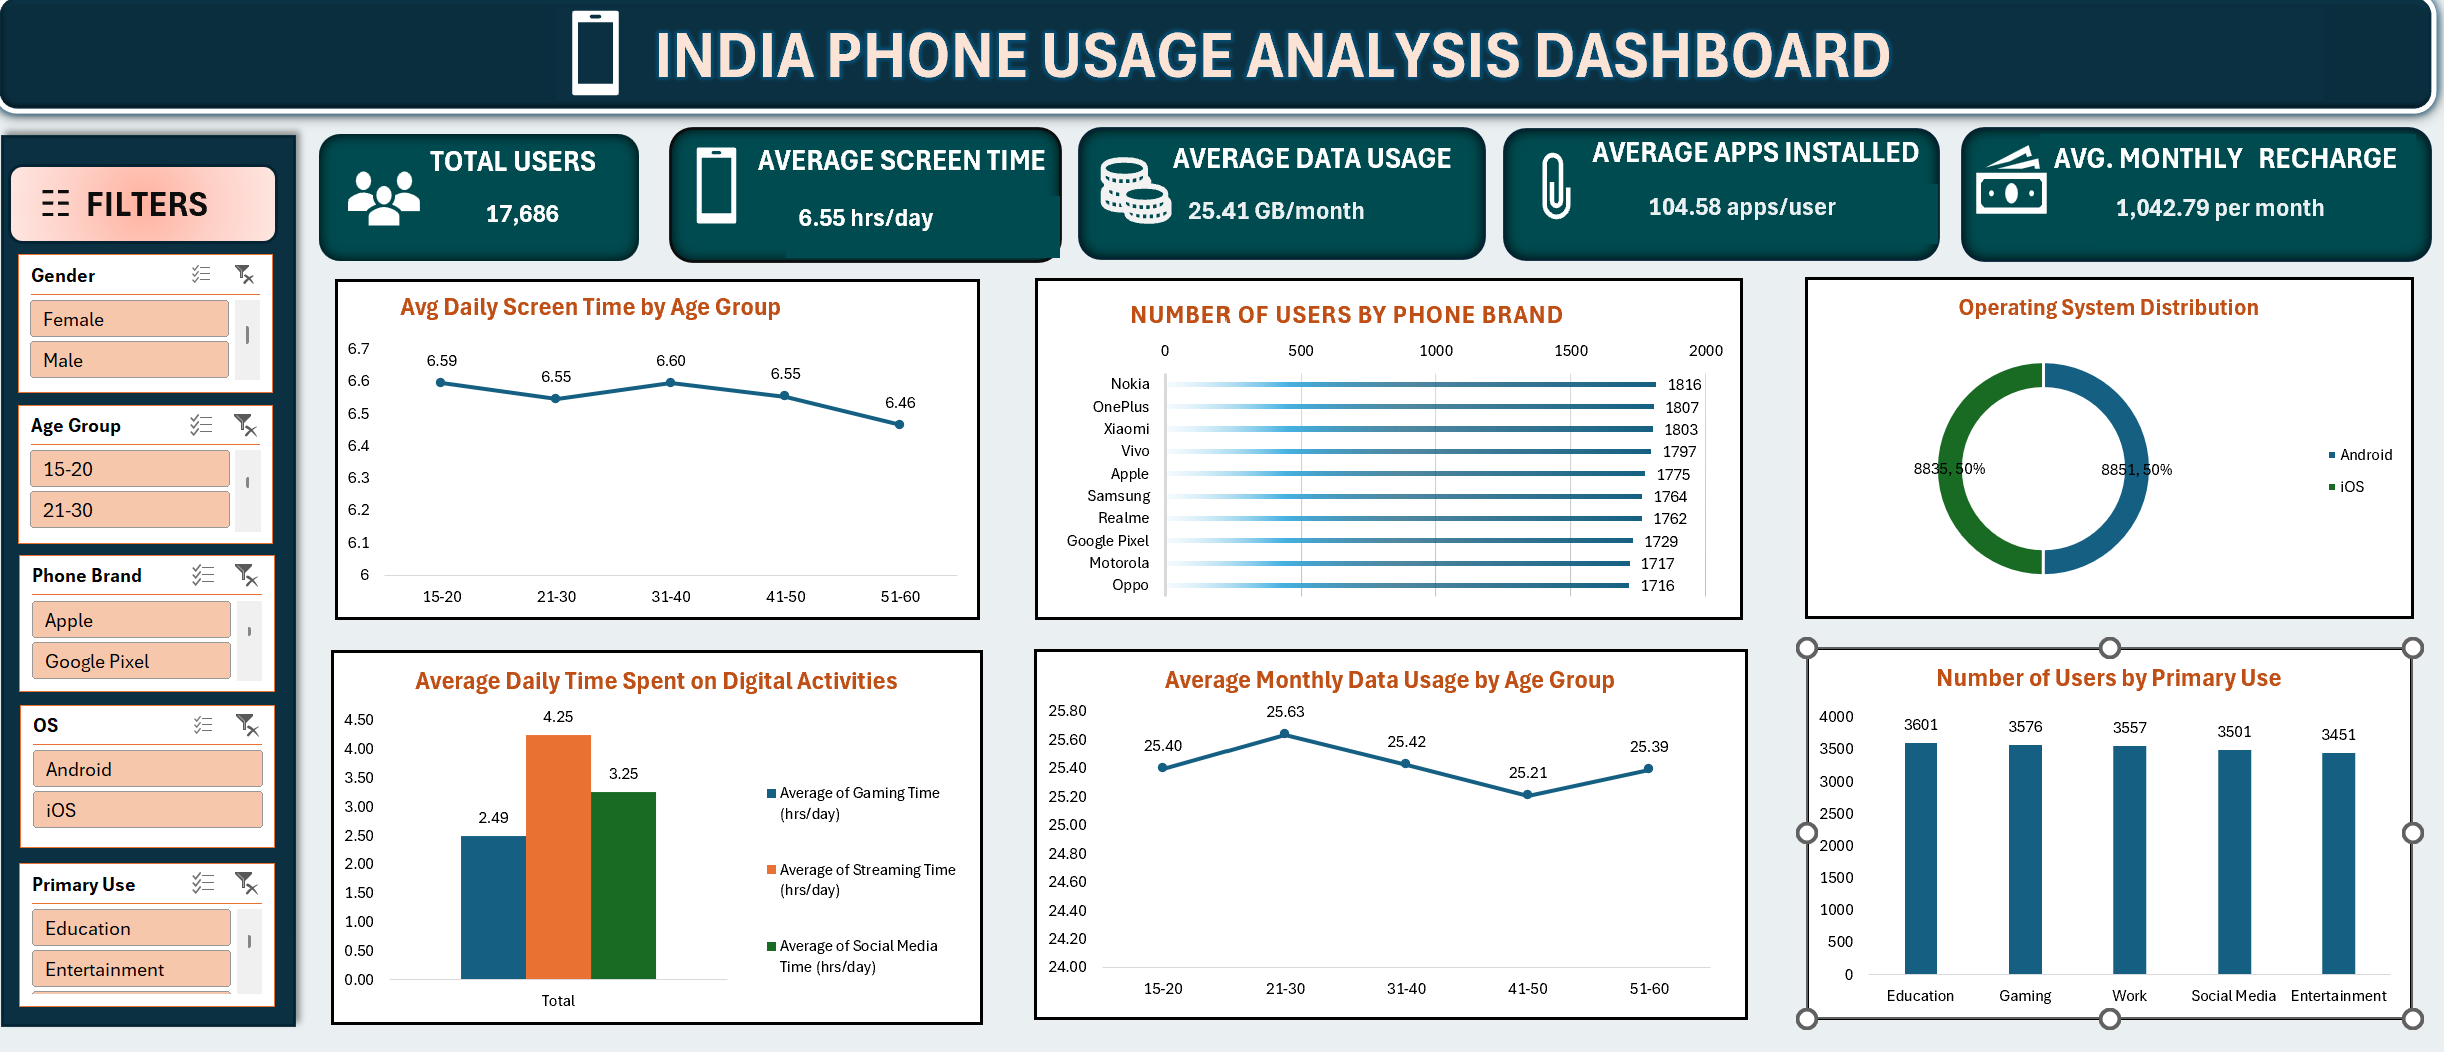 INDIA PHONE USAGE ANALYSIS DASHBOARD
FILTERS
Gender
Female
Male
Age Group
15-20
21-30
Phone Brand
Apple
Google Pixel
OS
Android
iOS
Primary Use
Education
Entertainment
TOTAL USERS
17,686
AVERAGE SCREEN TIME
6.55 hrs/day
AVERAGE DATA USAGE
25.41 GB/month
AVERAGE APPS INSTALLED
104.58 apps/user
AVG. MONTHLY RECHARGE
1,042.79 per month
Avg Daily Screen Time by Age Group
6.7
6.6
6.5
6.4
6.3
6.2
6.1
6
6.59
6.55
6.60
6.55
6.46
15-20
21-30
31-40
41-50
51-60
NUMBER OF USERS BY PHONE BRAND
0 500 1000 1500 2000
Nokia 1816
OnePlus 1807
Xiaomi 1803
Vivo 1797
Apple 1775
Samsung 1764
Realme 1762
Google Pixel 1729
Motorola 1717
Oppo 1716
Operating System Distribution
8835, 50%
8851, 50%
Android
iOS
Average Daily Time Spent on Digital Activities
4.50
4.00
3.50
3.00
2.50
2.00
1.50
1.00
0.50
0.00
2.49
4.25
3.25
Total
Average of Gaming Time
(hrs/day)
Average of Streaming Time
(hrs/day)
Average of Social Media
Time (hrs/day)
Average Monthly Data Usage by Age Group
25.80
25.60
25.40
25.20
25.00
24.80
24.60
24.40
24.20
24.00
25.40
25.63
25.42
25.21
25.39
15-20
21-30
31-40
41-50
51-60
Number of Users by Primary Use
4000
3500
3000
2500
2000
1500
1000
500
0
3601
3576
3557
3501
3451
Education
Gaming
Work
Social Media
Entertainment